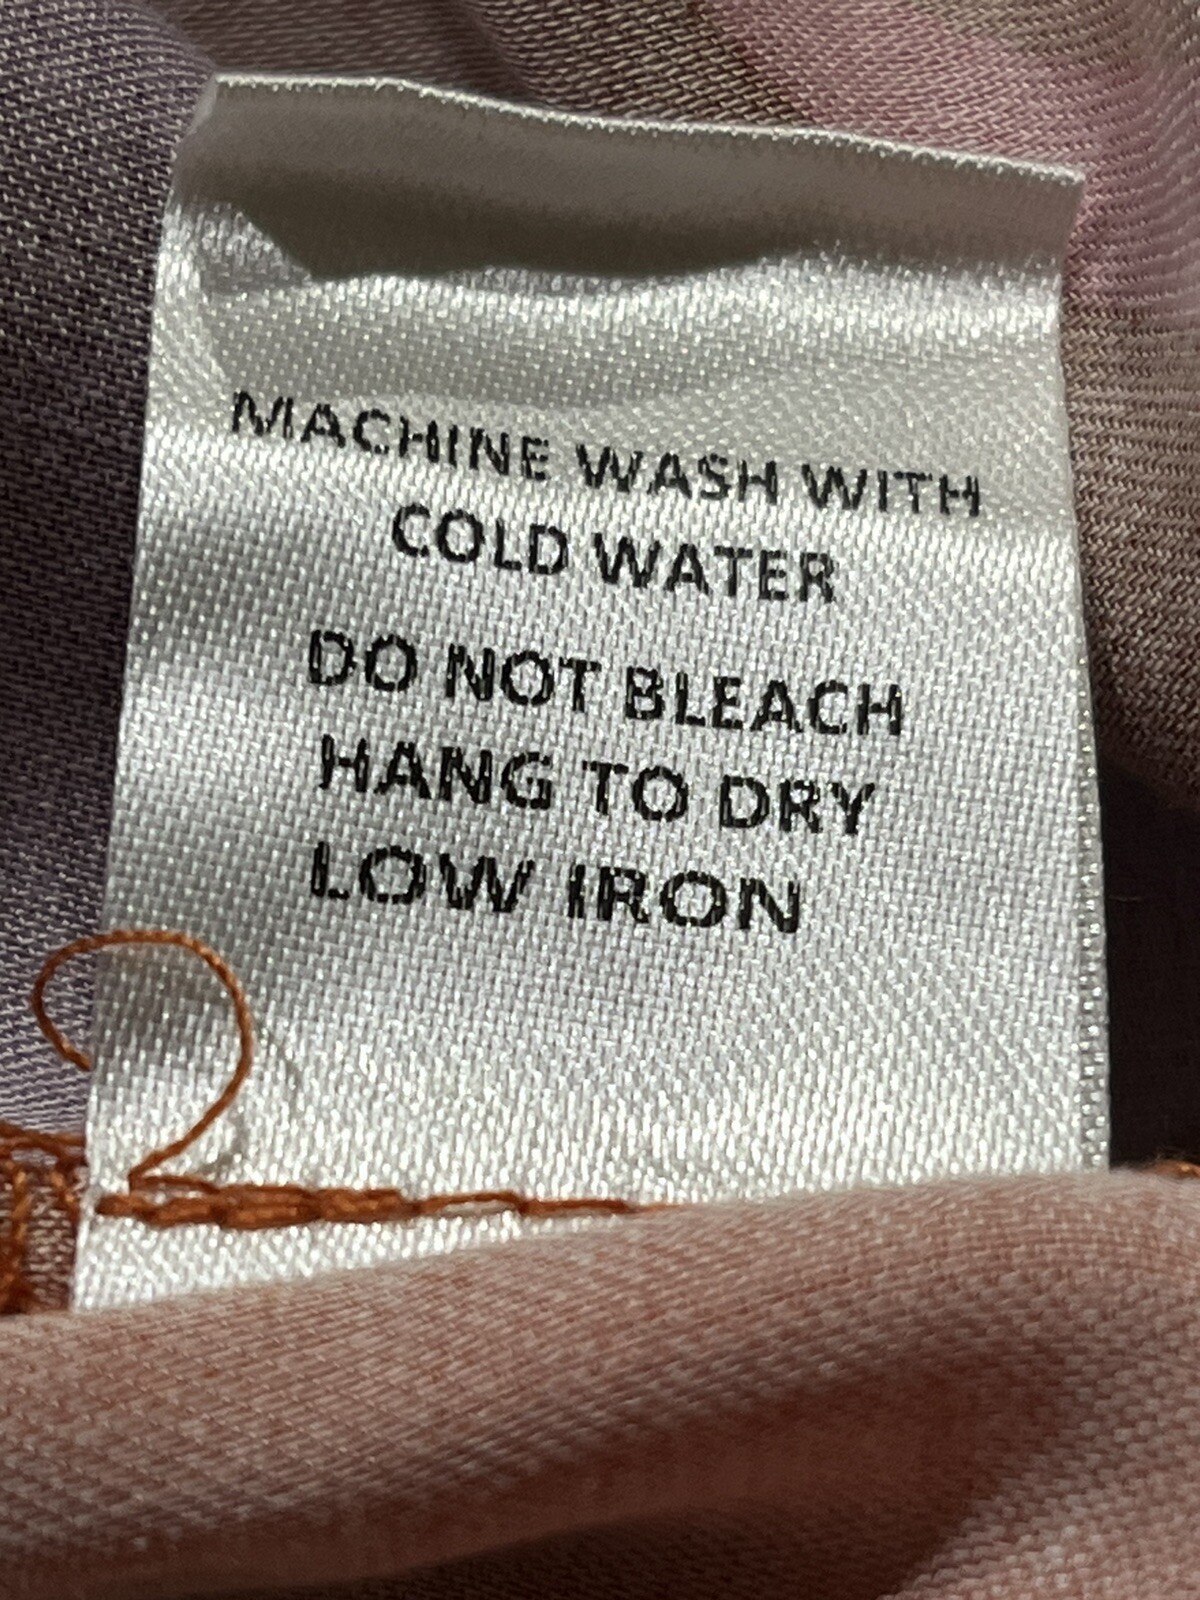 MACHINE WASH WITH
COLD WATER
DO NOT BLEACH
HANG TO DRY
LOW IRON